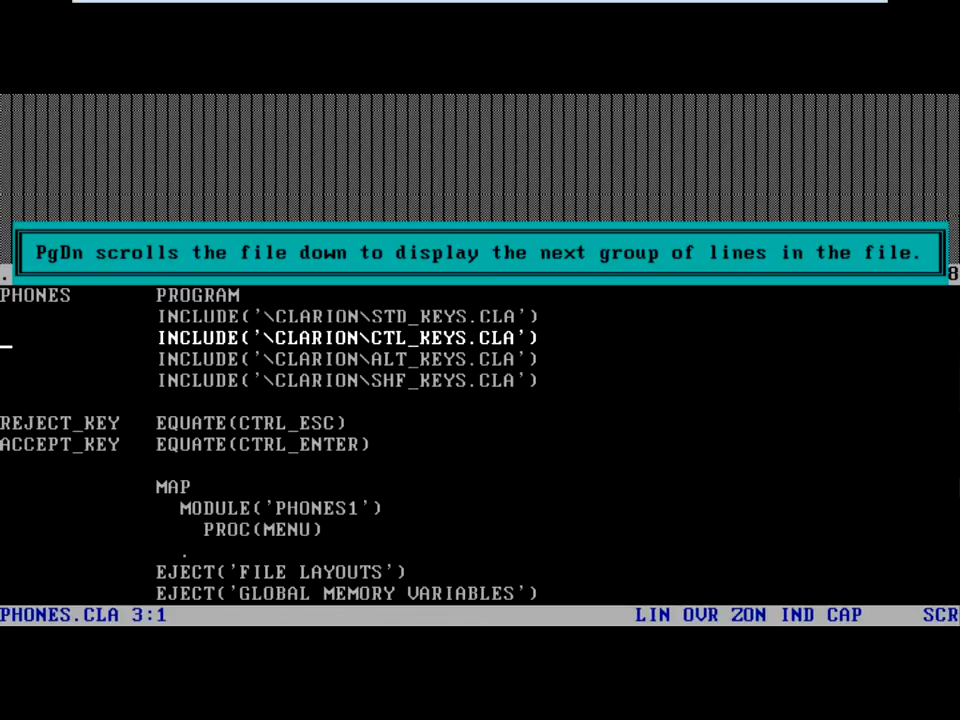 PgDn scrolls the file down to display the next group of lines in the file.
. 8
PHONES PROGRAM
INCLUDE('\CLARION\STD_KEYS.CLA')
INCLUDE('\CLARION\CTL_KEYS.CLA')
INCLUDE('\CLARION\ALT_KEYS.CLA')
INCLUDE('\CLARION\SHF_KEYS.CLA')
REJECT_KEY EQUATE(CTRL_ESC)
ACCEPT_KEY EQUATE(CTRL_ENTER)
MAP
MODULE('PHONES1')
PROC(MENU)
.
EJECT('FILE LAYOUTS')
EJECT('GLOBAL MEMORY VARIABLES')
PHONES.CLA 3:1 LIN OVR ZON IND CAP SCR